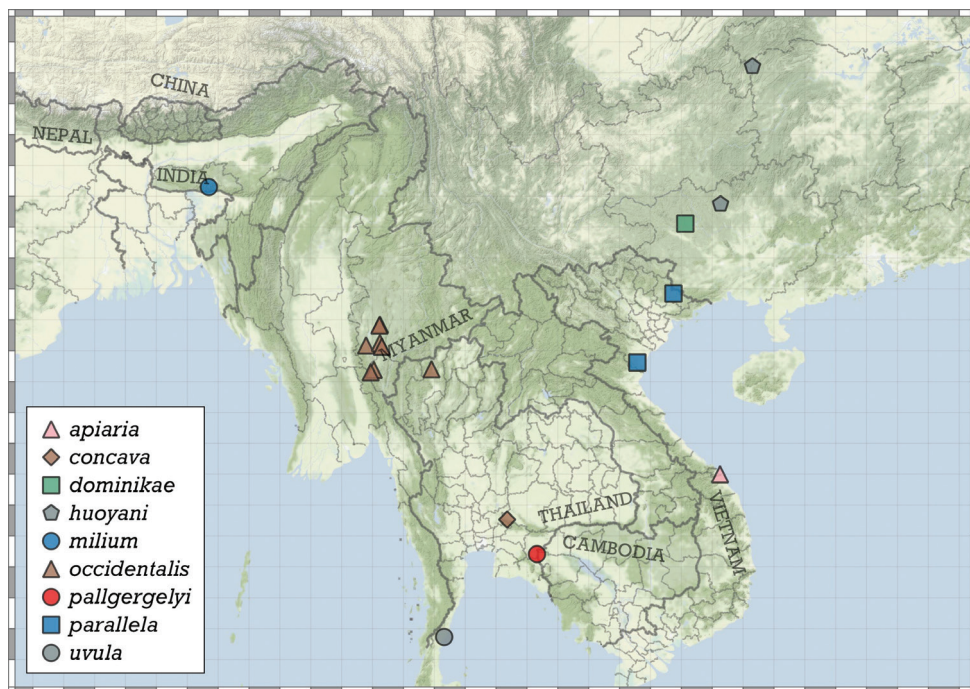 CHINA
NEPAL
INDIA
MYANMAR
THAILAND
CAMBODIA
VIETNAM
apiaria
concava
dominikae
huoyani
milium
occidentalis
pallgergelyi
parallela
uvula